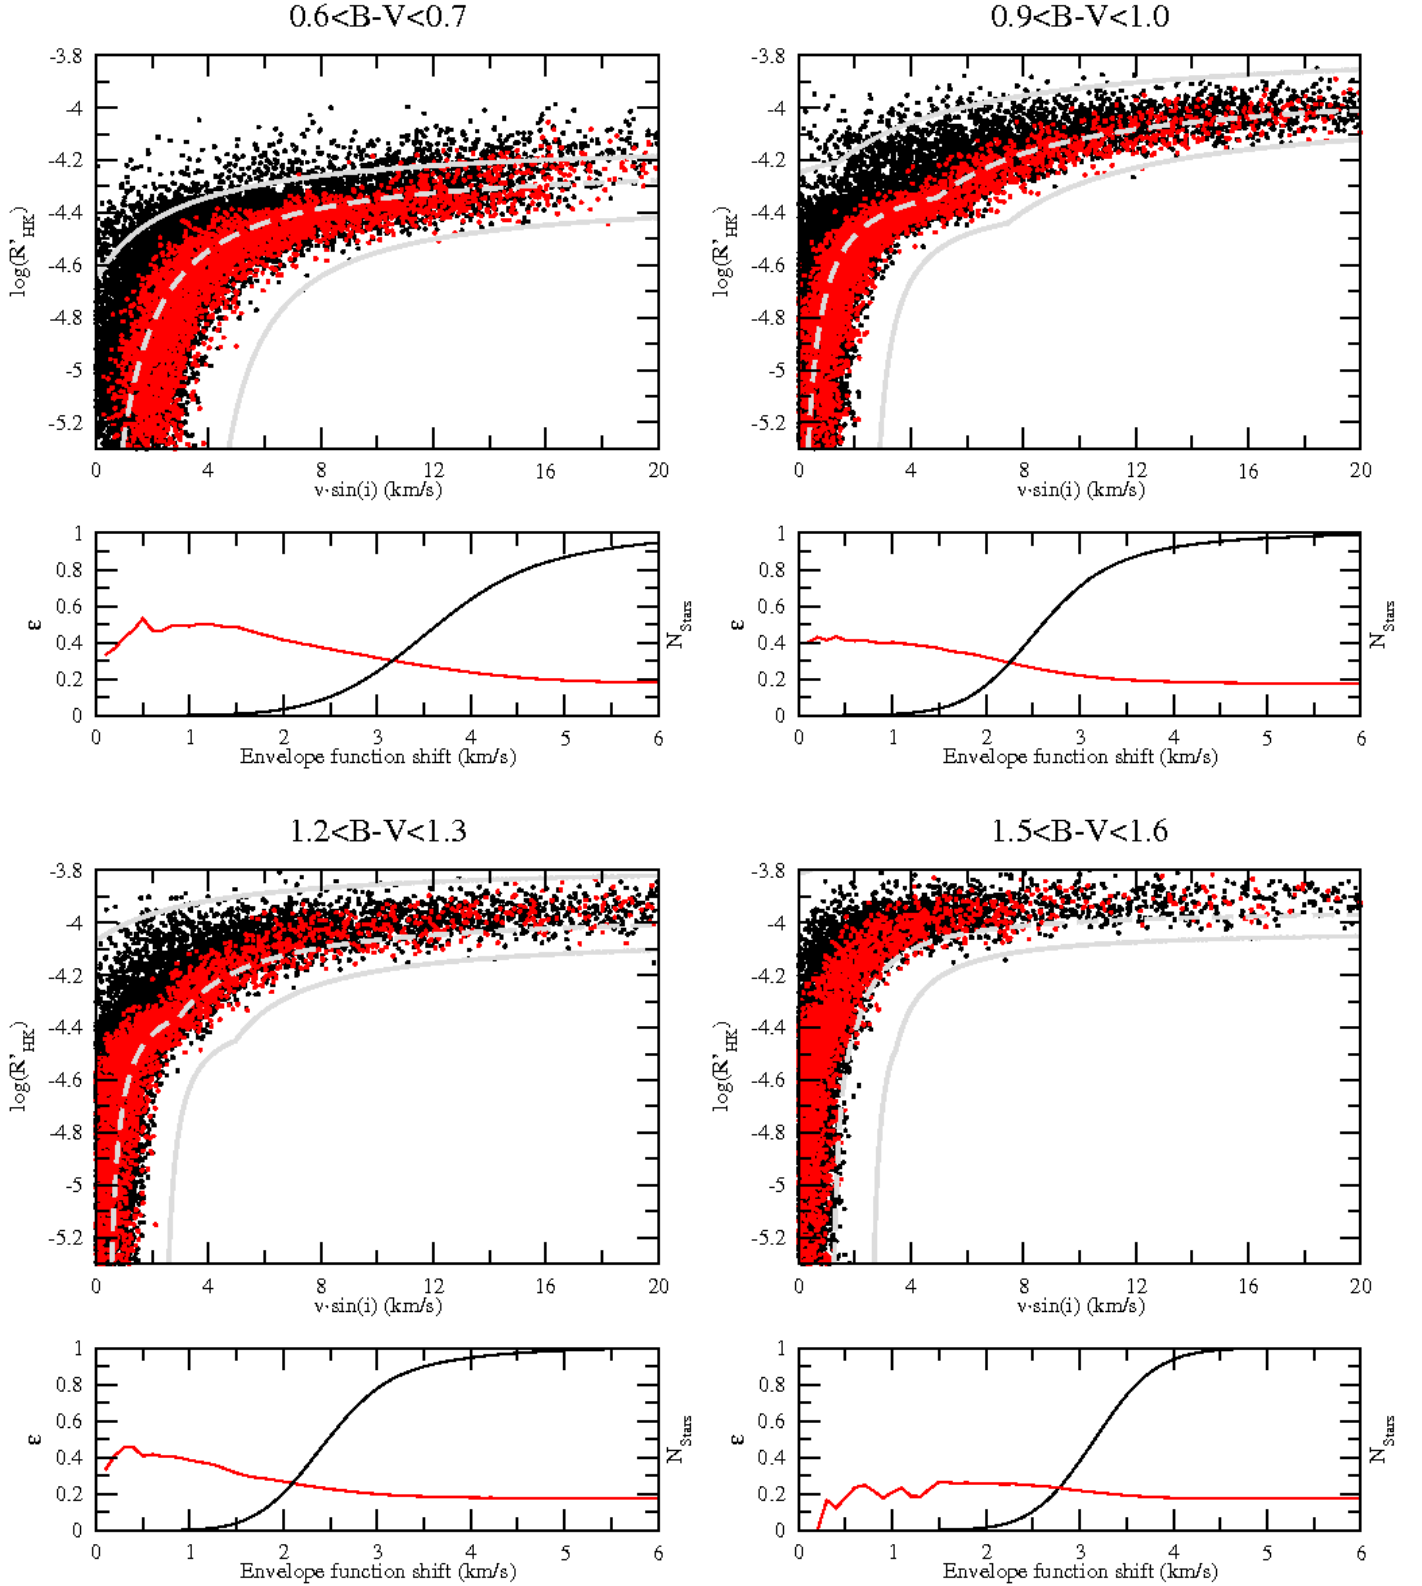 0.6<B-V<0.7
-3.8
-4
-4.2
-4.4
-4.6
-4.8
-5
-5.2
log(R'HK)
0 4 8 12 16 20
v·sin(i) (km/s)
1
0.8
0.6
0.4
0.2
0
ε
NStars
0 1 2 3 4 5 6
Envelope function shift (km/s)
0.9<B-V<1.0
-3.8
-4
-4.2
-4.4
-4.6
-4.8
-5
-5.2
log(R'HK)
0 4 8 12 16 20
v·sin(i) (km/s)
1
0.8
0.6
0.4
0.2
0
ε
NStars
0 1 2 3 4 5 6
Envelope function shift (km/s)
1.2<B-V<1.3
-3.8
-4
-4.2
-4.4
-4.6
-4.8
-5
-5.2
log(R'HK)
0 4 8 12 16 20
v·sin(i) (km/s)
1
0.8
0.6
0.4
0.2
0
ε
NStars
0 1 2 3 4 5 6
Envelope function shift (km/s)
1.5<B-V<1.6
-3.8
-4
-4.2
-4.4
-4.6
-4.8
-5
-5.2
log(R'HK)
0 4 8 12 16 20
v·sin(i) (km/s)
1
0.8
0.6
0.4
0.2
0
ε
NStars
0 1 2 3 4 5 6
Envelope function shift (km/s)